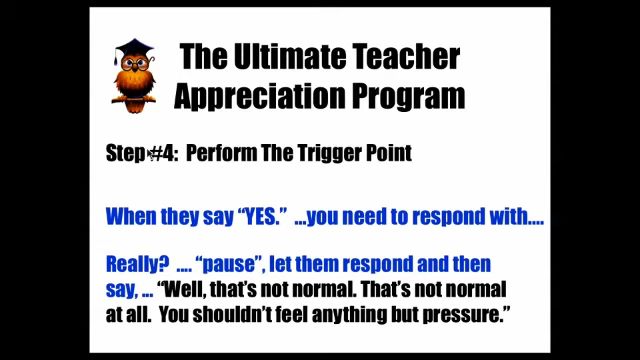 The Ultimate Teacher
Appreciation Program
Step #4:  Perform The Trigger Point
When they say “YES.”  ...you need to respond with....
Really?  .... “pause”, let them respond and then
say, ... “Well, that’s not normal. That’s not normal
at all.  You shouldn’t feel anything but pressure.”